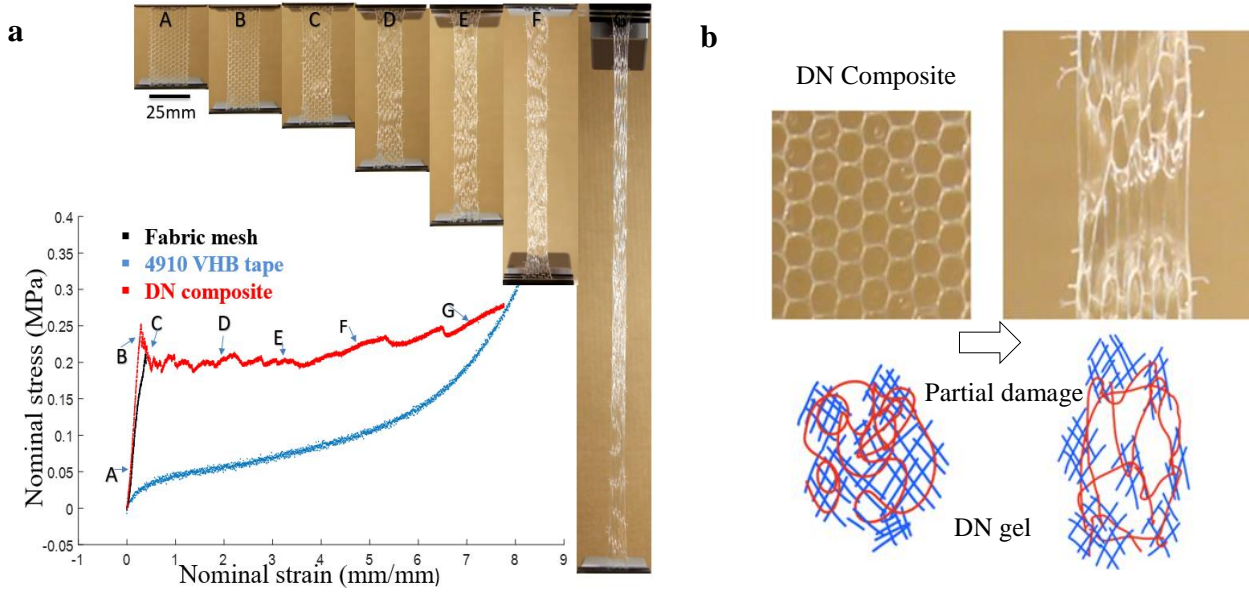 a
A
B
C
D
E
F
G
25mm
Fabric mesh
4910 VHB tape
DN composite
Nominal stress (MPa)
0.4
0.35
0.3
0.25
0.2
0.15
0.1
0.05
0
-0.05
A
B
C
D
E
F
G
0
1
2
3
4
5
6
7
8
9
Nominal strain (mm/mm)
b
DN Composite
Partial damage
DN gel